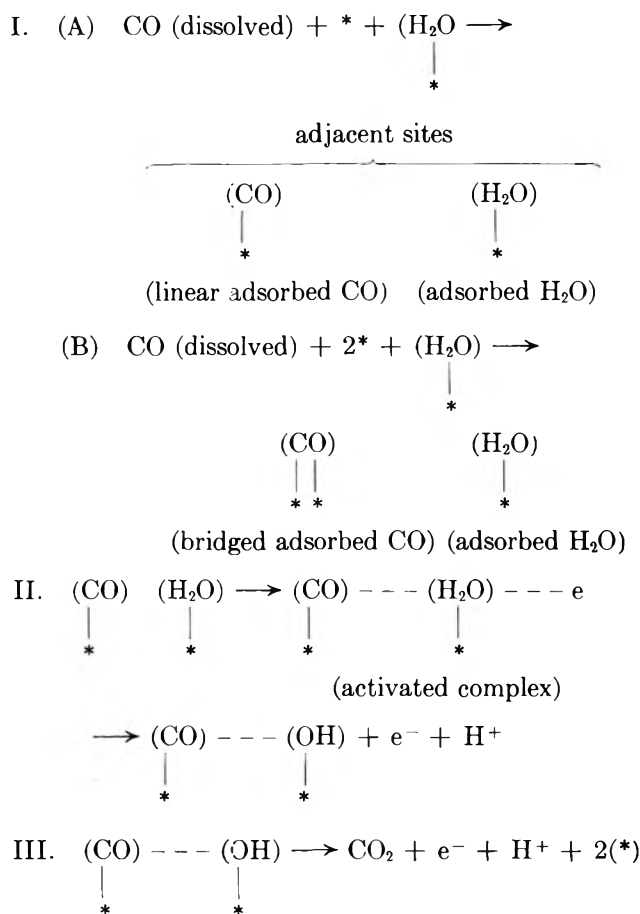 I. (A) CO (dissolved) + * + (H₂O ⟶
*
adjacent sites
(CO) (H₂O)
* *
(linear adsorbed CO) (adsorbed H₂O)
(B) CO (dissolved) + 2* + (H₂O) ⟶
*
(CO) (H₂O)
* * *
(bridged adsorbed CO) (adsorbed H₂O)
II. (CO) (H₂O) ⟶ (CO) - - - (H₂O) - - - e
* * * *
(activated complex)
⟶ (CO) - - - (OH) + e⁻ + H⁺
* *
III. (CO) - - - (OH) ⟶ CO₂ + e⁻ + H⁺ + 2(*)
* *